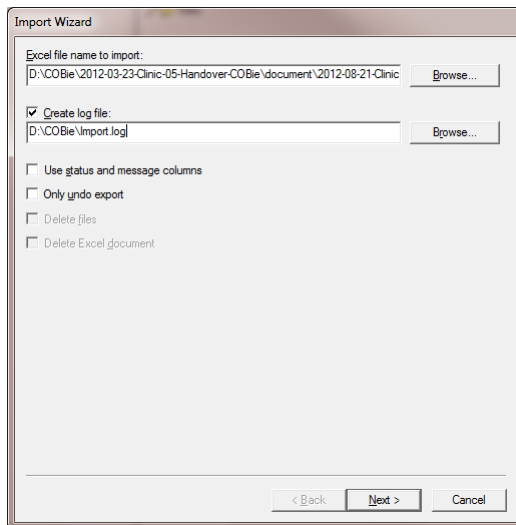 Import Wizard
Excel file name to import:
D:\COBie\2012-03-23-Clinic-05-Handover-COBie\document\2012-08-21-Clinic
Browse...
Create log file:
D:\COBie\Import.log
Browse...
Use status and message columns
Only undo export
Delete files
Delete Excel document
< Back
Next >
Cancel